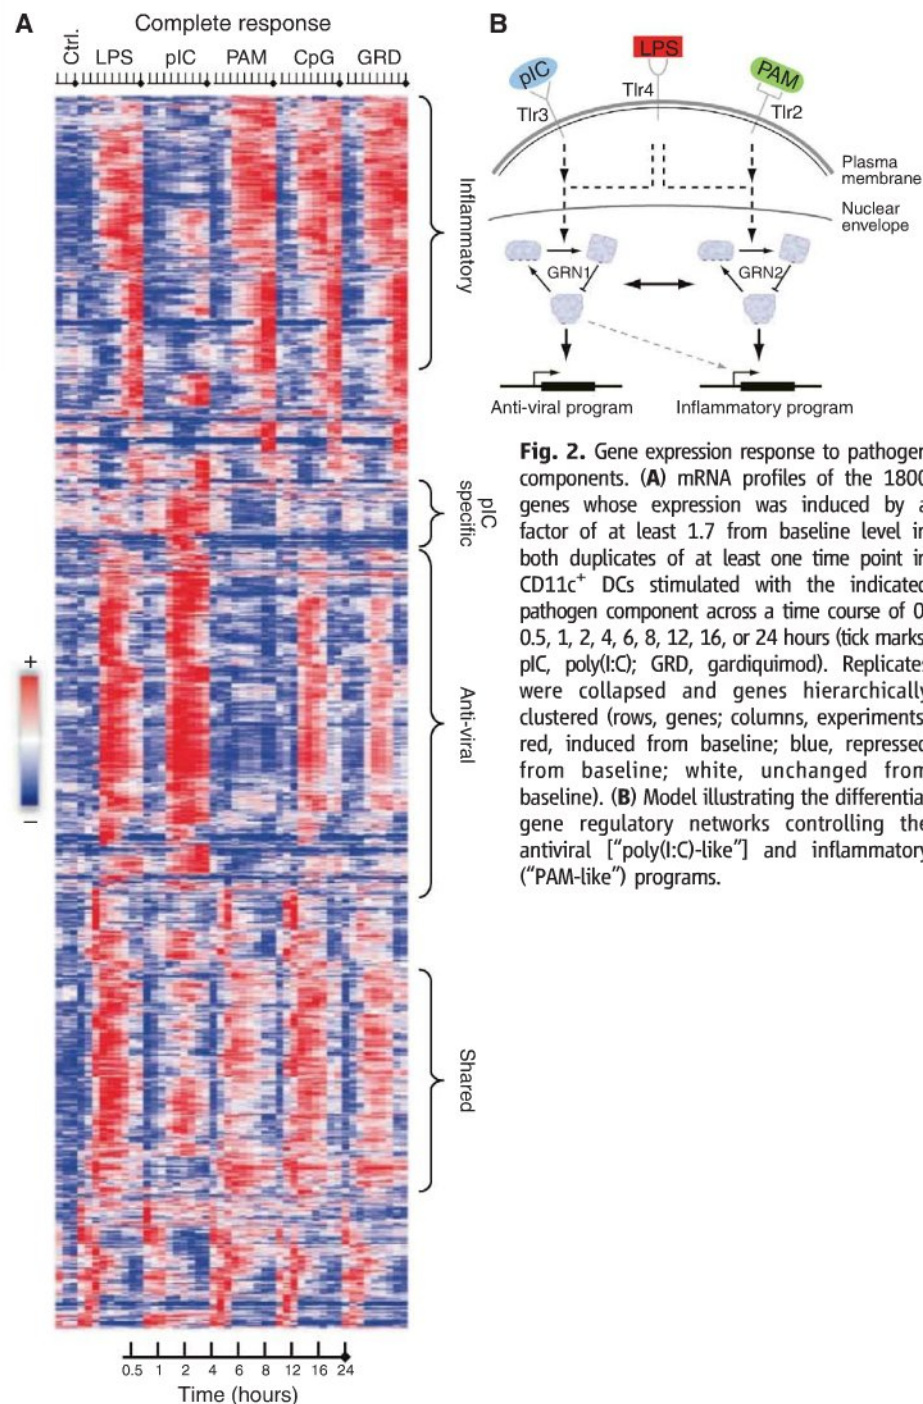 A
Complete response
Ctrl.
LPS
pIC
PAM
CpG
GRD
Inflammatory
pIC
specific
Anti-viral
Shared
+
–
0.5 1 2 4 6 8 12 16 24
Time (hours)
B
pIC
LPS
PAM
Tlr3
Tlr4
Tlr2
Plasma
membrane
Nuclear
envelope
GRN1
GRN2
Anti-viral program
Inflammatory program
Fig. 2. Gene expression response to pathogen
components. (A) mRNA profiles of the 1800
genes whose expression was induced by a
factor of at least 1.7 from baseline level in
both duplicates of at least one time point in
CD11c+ DCs stimulated with the indicated
pathogen component across a time course of 0
0.5, 1, 2, 4, 6, 8, 12, 16, or 24 hours (tick marks
pIC, poly(I:C); GRD, gardiquimod). Replicates
were collapsed and genes hierarchically
clustered (rows, genes; columns, experiments
red, induced from baseline; blue, repressed
from baseline; white, unchanged from
baseline). (B) Model illustrating the differential
gene regulatory networks controlling the
antiviral ["poly(I:C)-like"] and inflammatory
("PAM-like") programs.